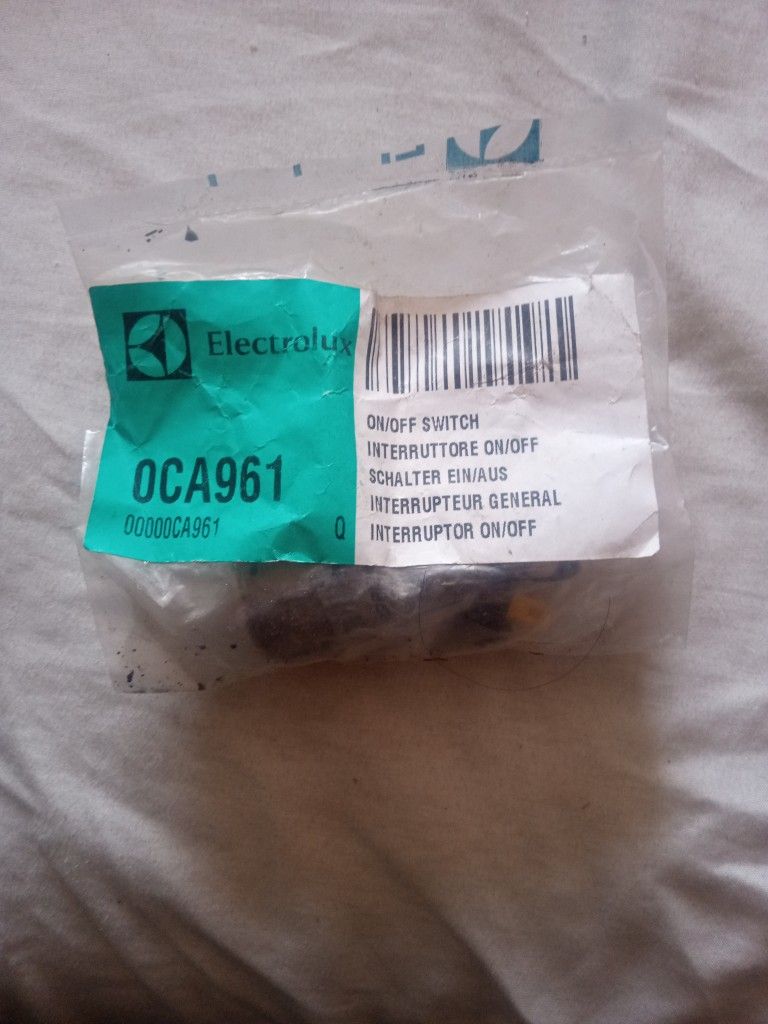 Electrolux
0CA961
00000CA961 Q
ON/OFF SWITCH
INTERRUTTORE ON/OFF
SCHALTER EIN/AUS
INTERRUPTEUR GENERAL
INTERRUPTOR ON/OFF